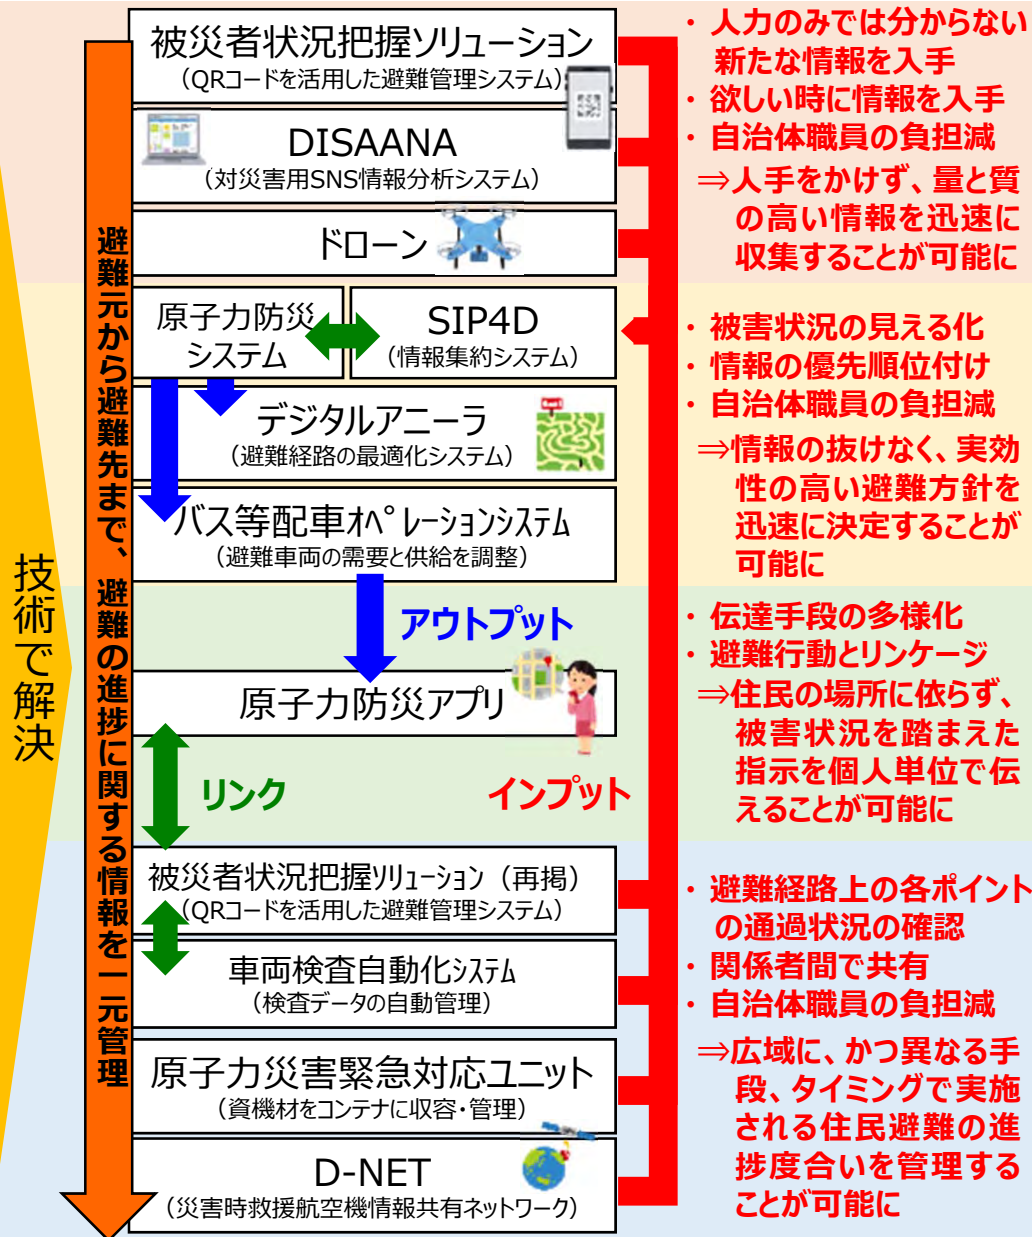 技術で解決
避難元から避難先まで、避難の進捗に関する情報を一元管理
被災者状況把握ソリューション
（QRコードを活用した避難管理システム）
DISAANA
（対災害用SNS情報分析システム）
ドローン
・人力のみでは分からない
新たな情報を入手
・欲しい時に情報を入手
・自治体職員の負担減
⇒人手をかけず、量と質
の高い情報を迅速に
収集することが可能に
原子力防災
システム
SIP4D
（情報集約システム）
デジタルアニーラ
（避難経路の最適化システム）
バス等配車ｵﾍﾟﾚｰｼｮﾝｼｽﾃﾑ
（避難車両の需要と供給を調整）
・被害状況の見える化
・情報の優先順位付け
・自治体職員の負担減
⇒情報の抜けなく、実効
性の高い避難方針を
迅速に決定することが
可能に
アウトプット
原子力防災アプリ
リンク
インプット
・伝達手段の多様化
・避難行動とリンケージ
⇒住民の場所に依らず、
被害状況を踏まえた
指示を個人単位で伝
えることが可能に
被災者状況把握ｿﾘｭｰｼｮﾝ（再掲）
（QRコードを活用した避難管理システム）
車両検査自動化ｼｽﾃﾑ
（検査データの自動管理）
原子力災害緊急対応ユニット
（資機材をコンテナに収容・管理）
D-NET
（災害時救援航空機情報共有ネットワーク）
・避難経路上の各ポイント
の通過状況の確認
・関係者間で共有
・自治体職員の負担減
⇒広域に、かつ異なる手
段、タイミングで実施
される住民避難の進
捗度合いを管理する
ことが可能に